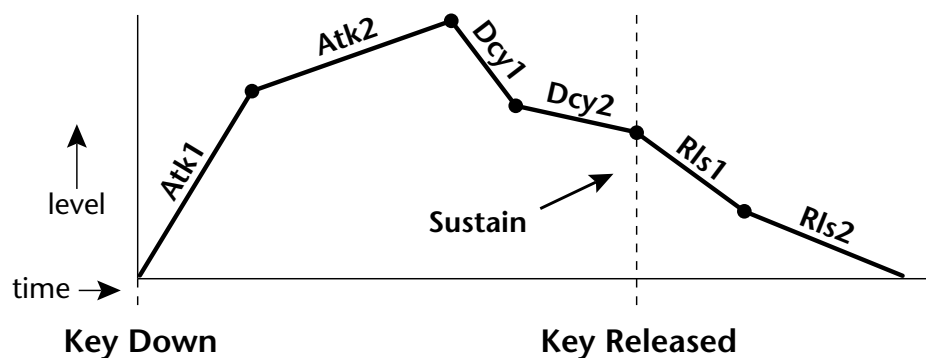 Atk1
Atk2
Dcy1
Dcy2
Rls1
Rls2
level
Sustain
time
Key Down
Key Released